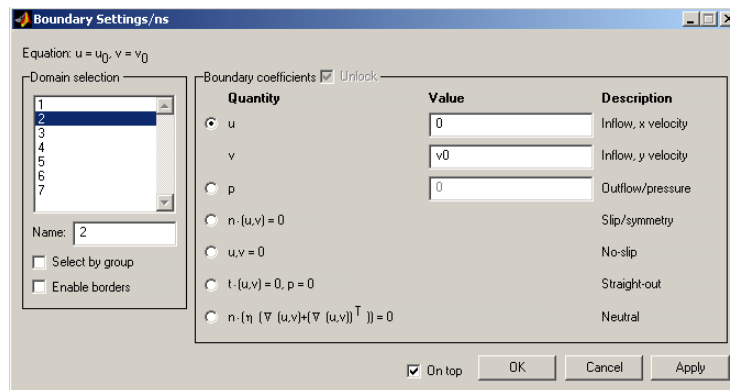 Boundary Settings/ns
Equation: u = u₀, v = v₀
Domain selection
1
2
3
4
5
6
7
Name: 2
Select by group
Enable borders
Boundary coefficients Unlock
Quantity Value Description
u 0 Inflow, x velocity
v v0 Inflow, y velocity
p 0 Outflow/pressure
n·(u,v) = 0 Slip/symmetry
u,v = 0 No-slip
t·(u,v) = 0, p = 0 Straight-out
n·(η (∇ (u,v)+(∇ (u,v))ᵀ )) = 0 Neutral
On top OK Cancel Apply